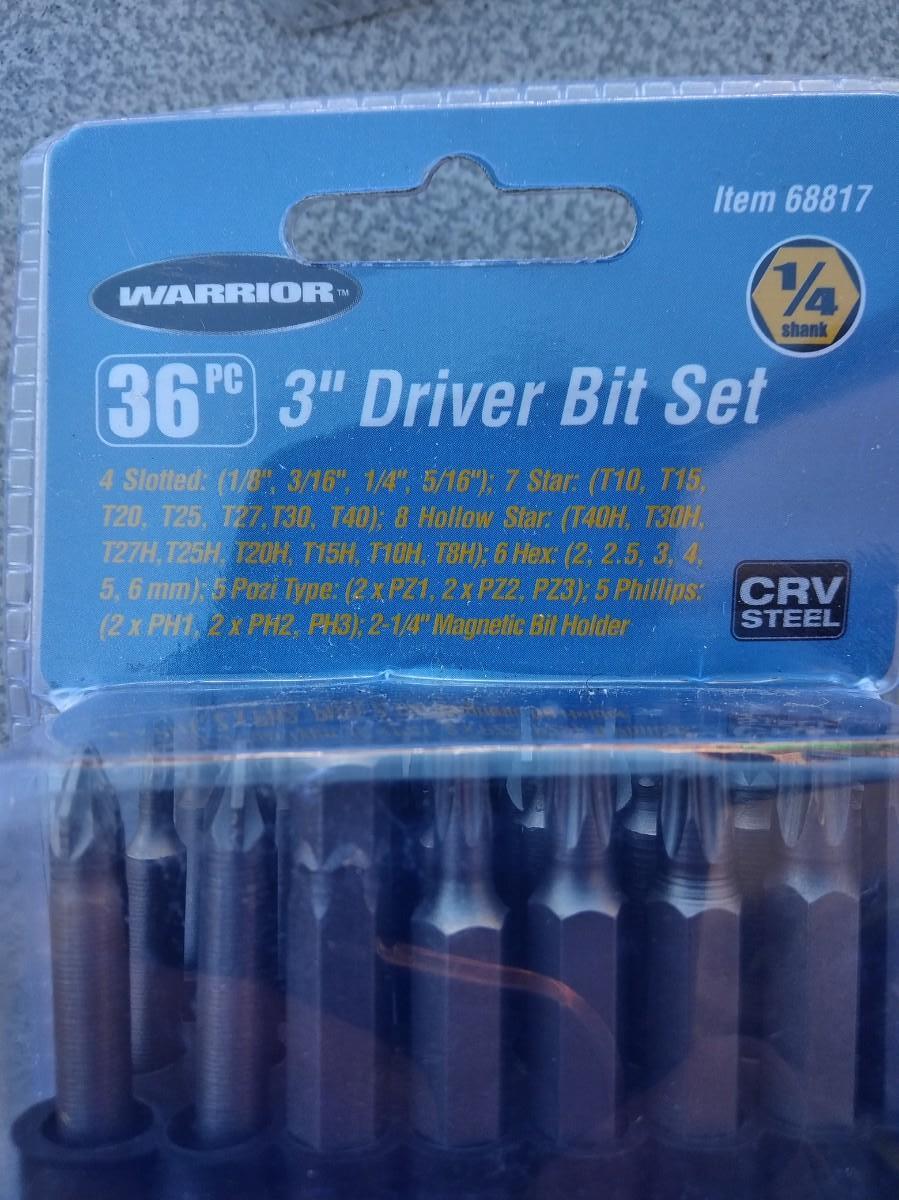 Item 68817
WARRIOR™
1/4
shank
36 PC 3" Driver Bit Set
4 Slotted: (1/8", 3/16", 1/4", 5/16"); 7 Star: (T10, T15,
T20, T25, T27,T30, T40); 8 Hollow Star: (T40H, T30H,
T27H,T25H, T20H, T15H, T10H, T8H); 6 Hex: (2, 2.5, 3, 4,
5, 6 mm); 5 Pozi Type: (2 x PZ1, 2 x PZ2, PZ3); 5 Phillips:
(2 x PH1, 2 x PH2, PH3); 2-1/4" Magnetic Bit Holder
CRV
STEEL